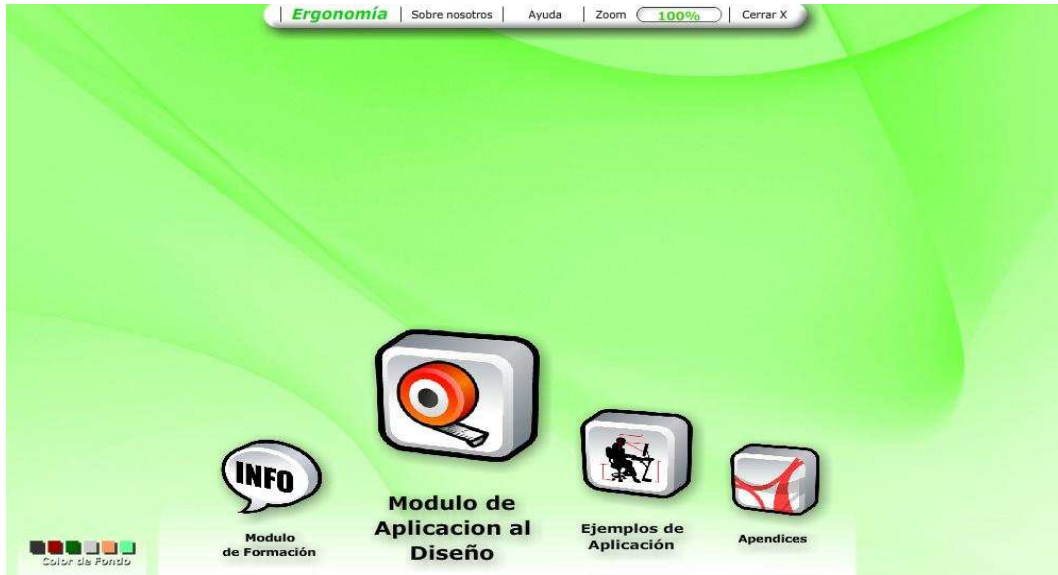 Ergonomía | Sobre nosotros | Ayuda | Zoom 100% | Cerrar X
INFO
Modulo
de Formación
Modulo de
Aplicacion al
Diseño
Ejemplos de
Aplicación
Apendices
Color de Fondo